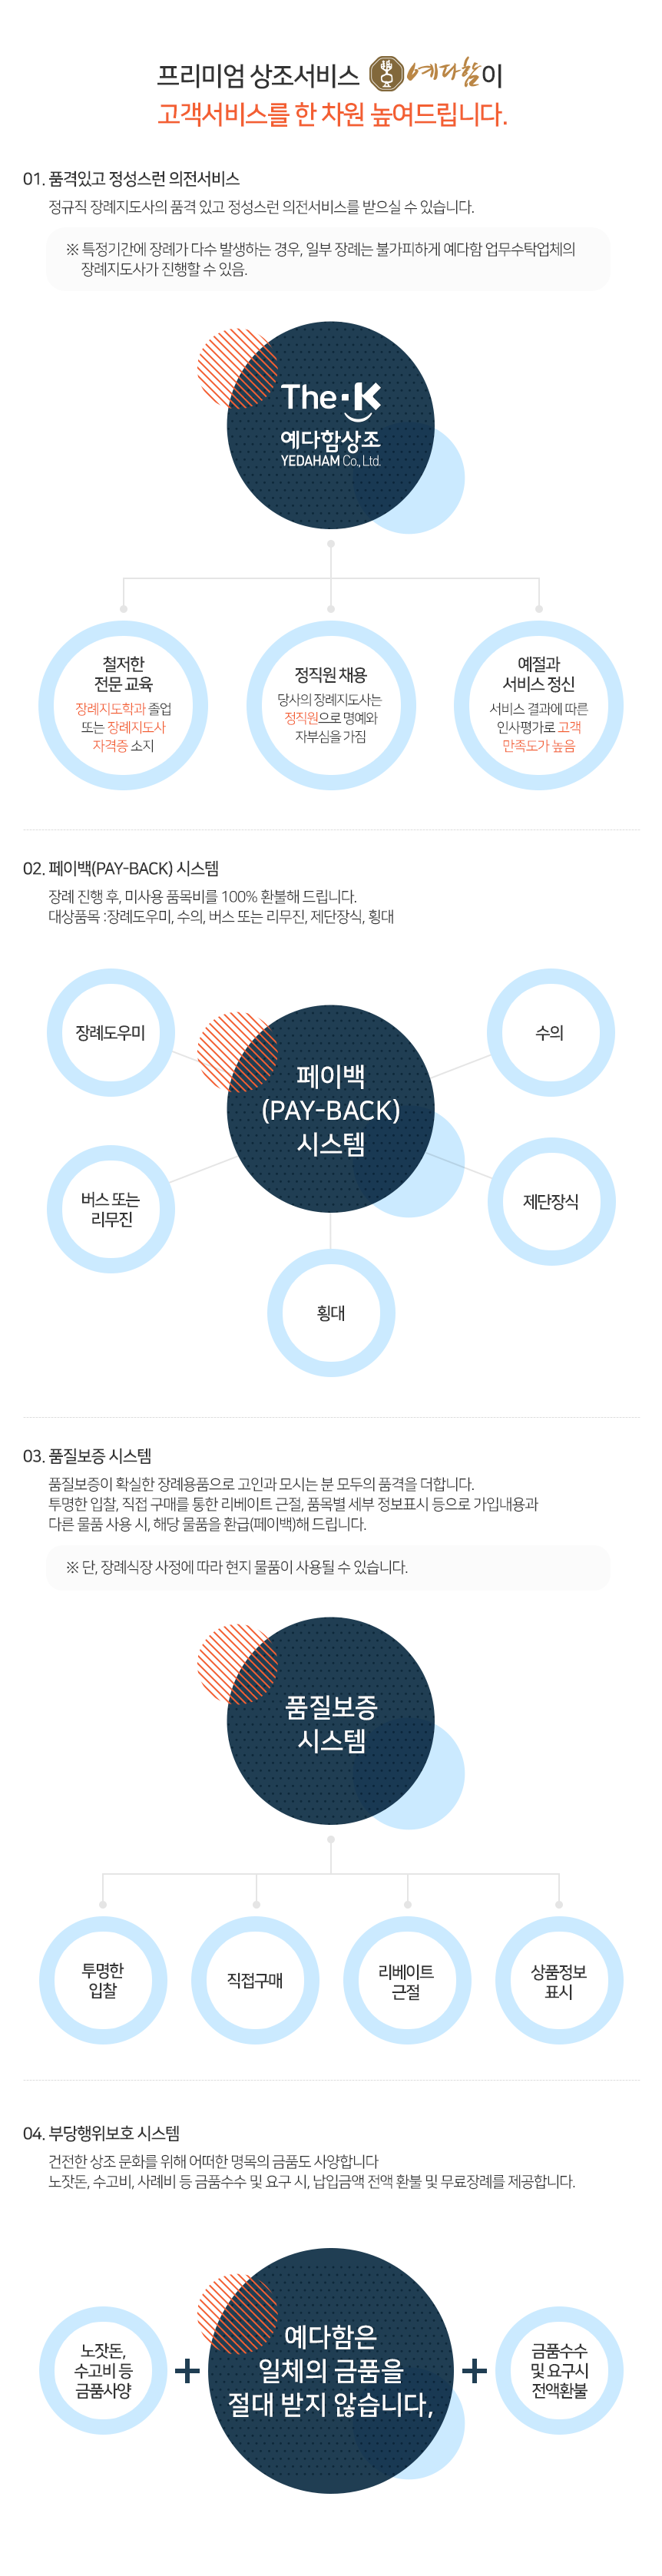 프리미엄 상조서비스 예다함이
고객서비스를 한 차원 높여드립니다.
01. 품격있고 정성스런 의전서비스
정규직 장례지도사의 품격 있고 정성스런 의전서비스를 받으실 수 있습니다.
※ 특정기간에 장례가 다수 발생하는 경우, 일부 장례는 불가피하게 예다함 업무수탁업체의
장례지도사가 진행할 수 있음.
The·K
예다함상조
YEDAHAM Co., Ltd.
철저한
전문 교육
장례지도학과 졸업
또는 장례지도사
자격증 소지
정직원 채용
당사의 장례지도사는
정직원으로 명예와
자부심을 가짐
예절과
서비스 정신
서비스 결과에 따른
인사평가로 고객
만족도가 높음
02. 페이백(PAY-BACK) 시스템
장례 진행 후, 미사용 품목비를 100% 환불해 드립니다.
대상품목 :장례도우미, 수의, 버스 또는 리무진, 제단장식, 횡대
장례도우미
수의
페이백
(PAY-BACK)
시스템
버스 또는
리무진
제단장식
횡대
03. 품질보증 시스템
품질보증이 확실한 장례용품으로 고인과 모시는 분 모두의 품격을 더합니다.
투명한 입찰, 직접 구매를 통한 리베이트 근절, 품목별 세부 정보표시 등으로 가입내용과
다른 물품 사용 시, 해당 물품을 환급(페이백)해 드립니다.
※ 단, 장례식장 사정에 따라 현지 물품이 사용될 수 있습니다.
품질보증
시스템
투명한
입찰
직접구매
리베이트
근절
상품정보
표시
04. 부당행위보호 시스템
건전한 상조 문화를 위해 어떠한 명목의 금품도 사양합니다
노잣돈, 수고비, 사례비 등 금품수수 및 요구 시, 납입금액 전액 환불 및 무료장례를 제공합니다.
노잣돈,
수고비 등
금품사양
+
예다함은
일체의 금품을
절대 받지 않습니다,
+
금품수수
및 요구시
전액환불